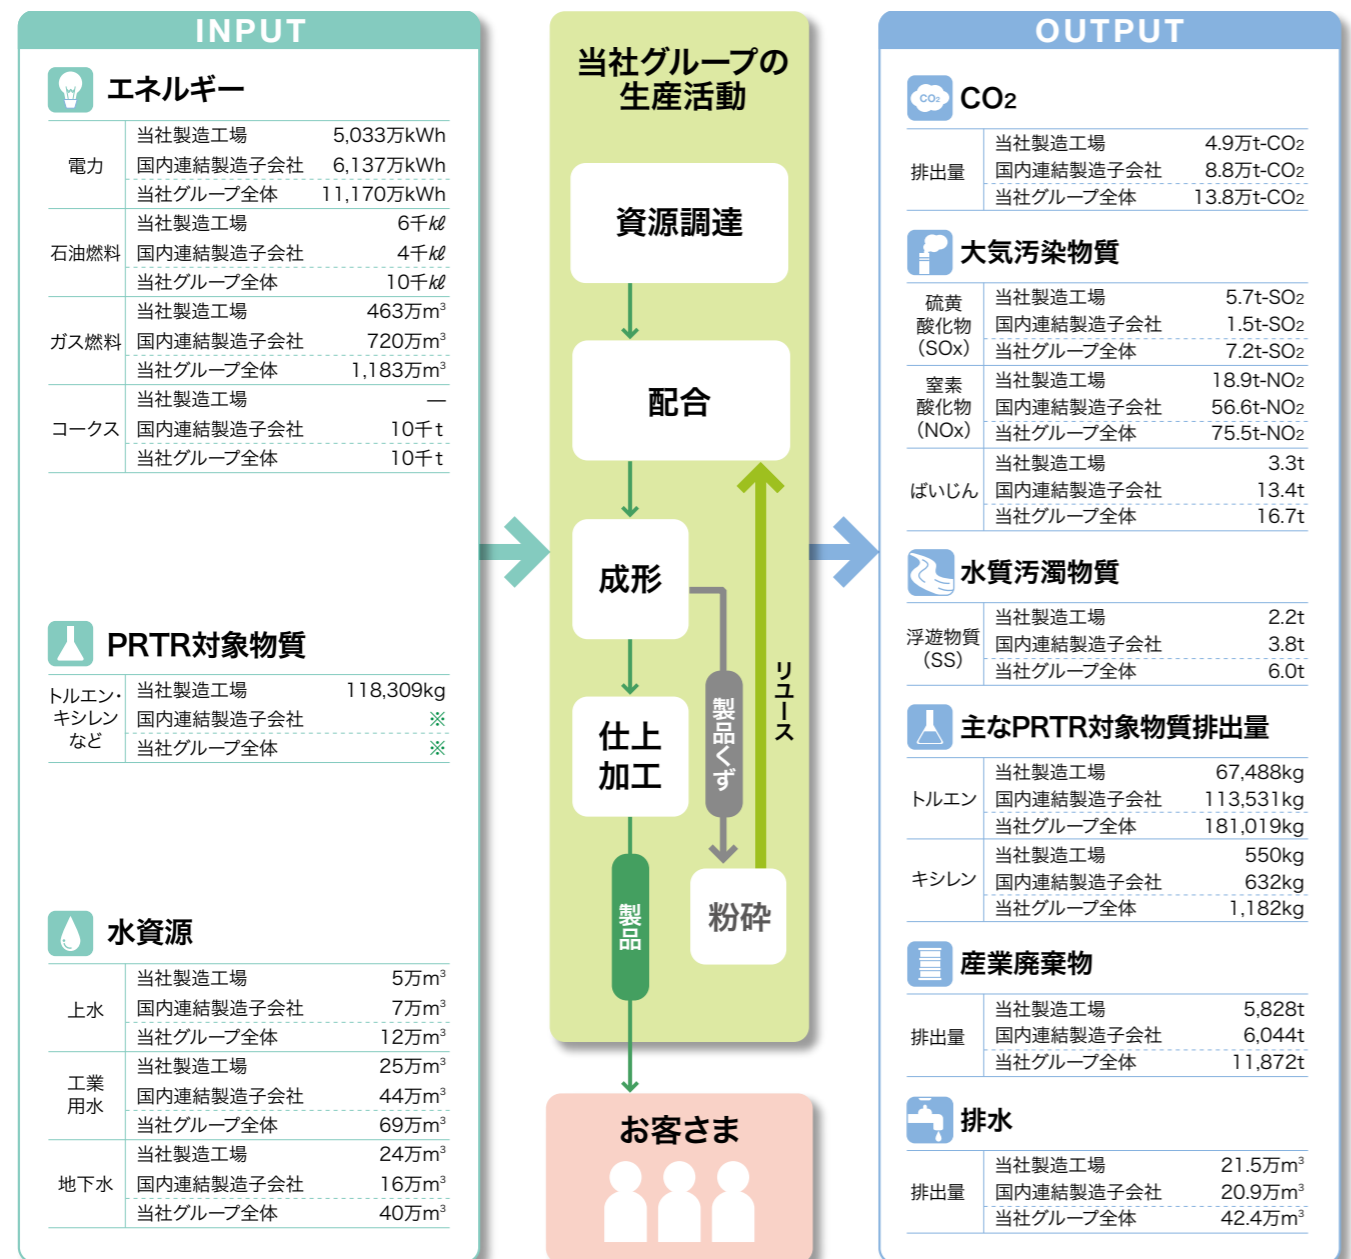 INPUT
エネルギー
電力
当社製造工場 5,033万kWh
国内連結製造子会社 6,137万kWh
当社グループ全体 11,170万kWh
石油燃料
当社製造工場 6千㎘
国内連結製造子会社 4千㎘
当社グループ全体 10千㎘
ガス燃料
当社製造工場 463万m³
国内連結製造子会社 720万m³
当社グループ全体 1,183万m³
コークス
当社製造工場 —
国内連結製造子会社 10千t
当社グループ全体 10千t
PRTR対象物質
トルエン・
キシレン
など
当社製造工場 118,309kg
国内連結製造子会社 ※
当社グループ全体 ※
水資源
上水
当社製造工場 5万m³
国内連結製造子会社 7万m³
当社グループ全体 12万m³
工業
用水
当社製造工場 25万m³
国内連結製造子会社 44万m³
当社グループ全体 69万m³
地下水
当社製造工場 24万m³
国内連結製造子会社 16万m³
当社グループ全体 40万m³
当社グループの
生産活動
資源調達
配合
成形
仕上
加工
製品くず
リユース
粉砕
製品
お客さま
OUTPUT
CO₂
CO₂
排出量
当社製造工場 4.9万t-CO₂
国内連結製造子会社 8.8万t-CO₂
当社グループ全体 13.8万t-CO₂
大気汚染物質
硫黄
酸化物
（SOx）
当社製造工場 5.7t-SO₂
国内連結製造子会社 1.5t-SO₂
当社グループ全体 7.2t-SO₂
窒素
酸化物
（NOx）
当社製造工場 18.9t-NO₂
国内連結製造子会社 56.6t-NO₂
当社グループ全体 75.5t-NO₂
ばいじん
当社製造工場 3.3t
国内連結製造子会社 13.4t
当社グループ全体 16.7t
水質汚濁物質
浮遊物質
（SS）
当社製造工場 2.2t
国内連結製造子会社 3.8t
当社グループ全体 6.0t
主なPRTR対象物質排出量
トルエン
当社製造工場 67,488kg
国内連結製造子会社 113,531kg
当社グループ全体 181,019kg
キシレン
当社製造工場 550kg
国内連結製造子会社 632kg
当社グループ全体 1,182kg
産業廃棄物
排出量
当社製造工場 5,828t
国内連結製造子会社 6,044t
当社グループ全体 11,872t
排水
排出量
当社製造工場 21.5万m³
国内連結製造子会社 20.9万m³
当社グループ全体 42.4万m³